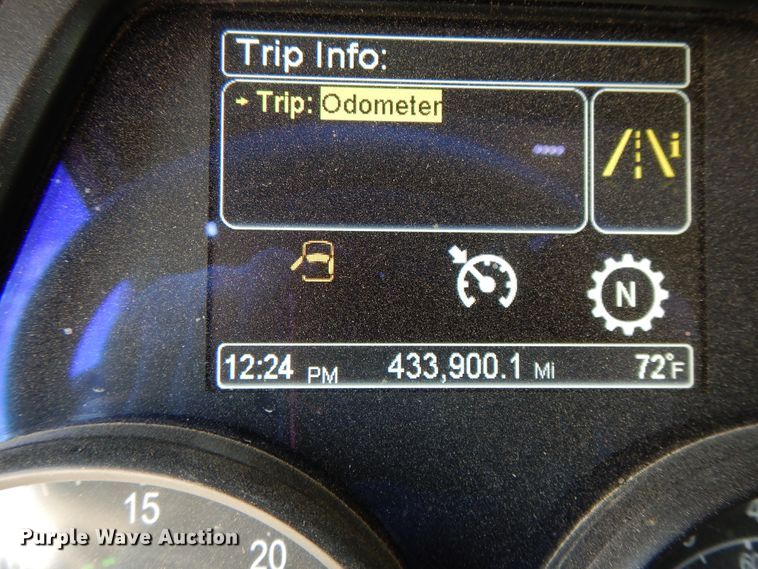 Trip Info:
Trip: Odometer
i
N
12:24 PM 433,900.1 Mi 72°F
15
20
Purple Wave Auction